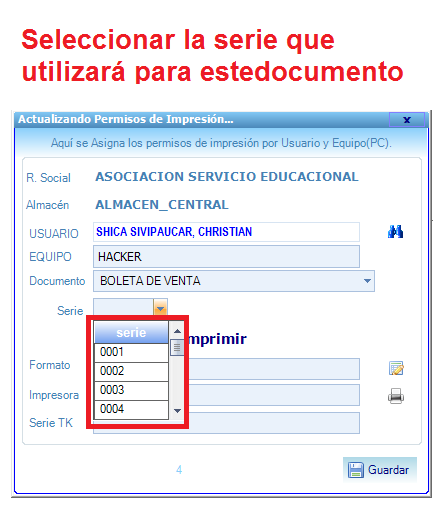 Seleccionar la serie que
utilizará para estedocumento
Actualizando Permisos de Impresión... x
Aquí se Asigna los permisos de impresión por Usuario y Equipo(PC).
R. Social ASOCIACION SERVICIO EDUCACIONAL
Almacén ALMACEN_CENTRAL
USUARIO SHICA SIVIPAUCAR, CHRISTIAN
EQUIPO HACKER
Documento BOLETA DE VENTA
Serie
serie
mprimir
0001
0002
Formato
0003
Impresora
0004
Serie TK
4 Guardar